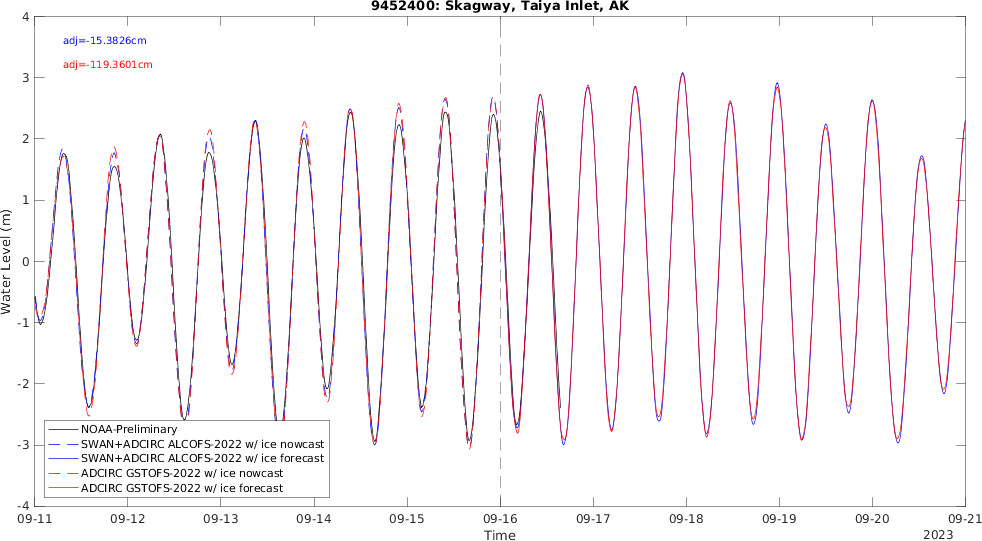 9452400: Skagway, Taiya Inlet, AK
adj=-15.3826cm
adj=-119.3601cm
4
3
2
1
0
-1
-2
-3
-4
Water Level (m)
NOAA-Preliminary
SWAN+ADCIRC ALCOFS-2022 w/ ice nowcast
SWAN+ADCIRC ALCOFS-2022 w/ ice forecast
ADCIRC GSTOFS-2022 w/ ice nowcast
ADCIRC GSTOFS-2022 w/ ice forecast
09-11 09-12 09-13 09-14 09-15 09-16 09-17 09-18 09-19 09-20 09-21
Time
2023